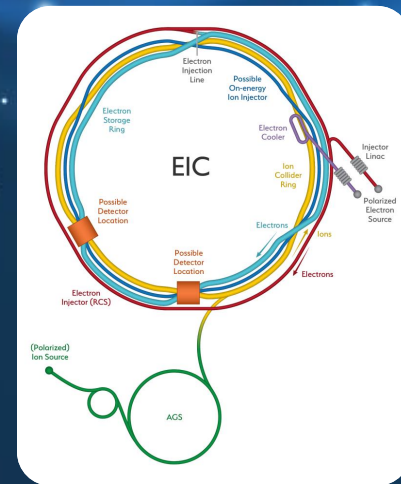 Electron
Injection
Line
Possible
On-energy
Ion Injector
Electron
Storage
Ring
Electron
Cooler
Injector
Linac
EIC
Ion
Collider
Ring
Polarized
Electron
Source
Possible
Detector
Location
Electrons
Ions
Possible
Detector
Location
Electrons
Electron
Injector (RCS)
(Polarized)
Ion Source
AGS